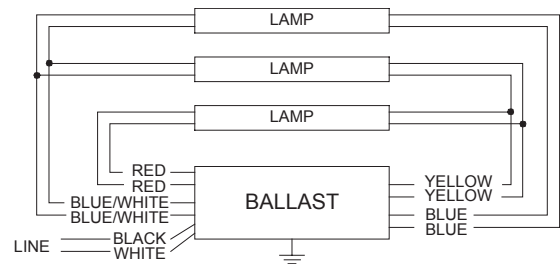 LAMP
LAMP
LAMP
RED
RED
BLUE/WHITE
BLUE/WHITE
LINE
BLACK
WHITE
BALLAST
YELLOW
YELLOW
BLUE
BLUE